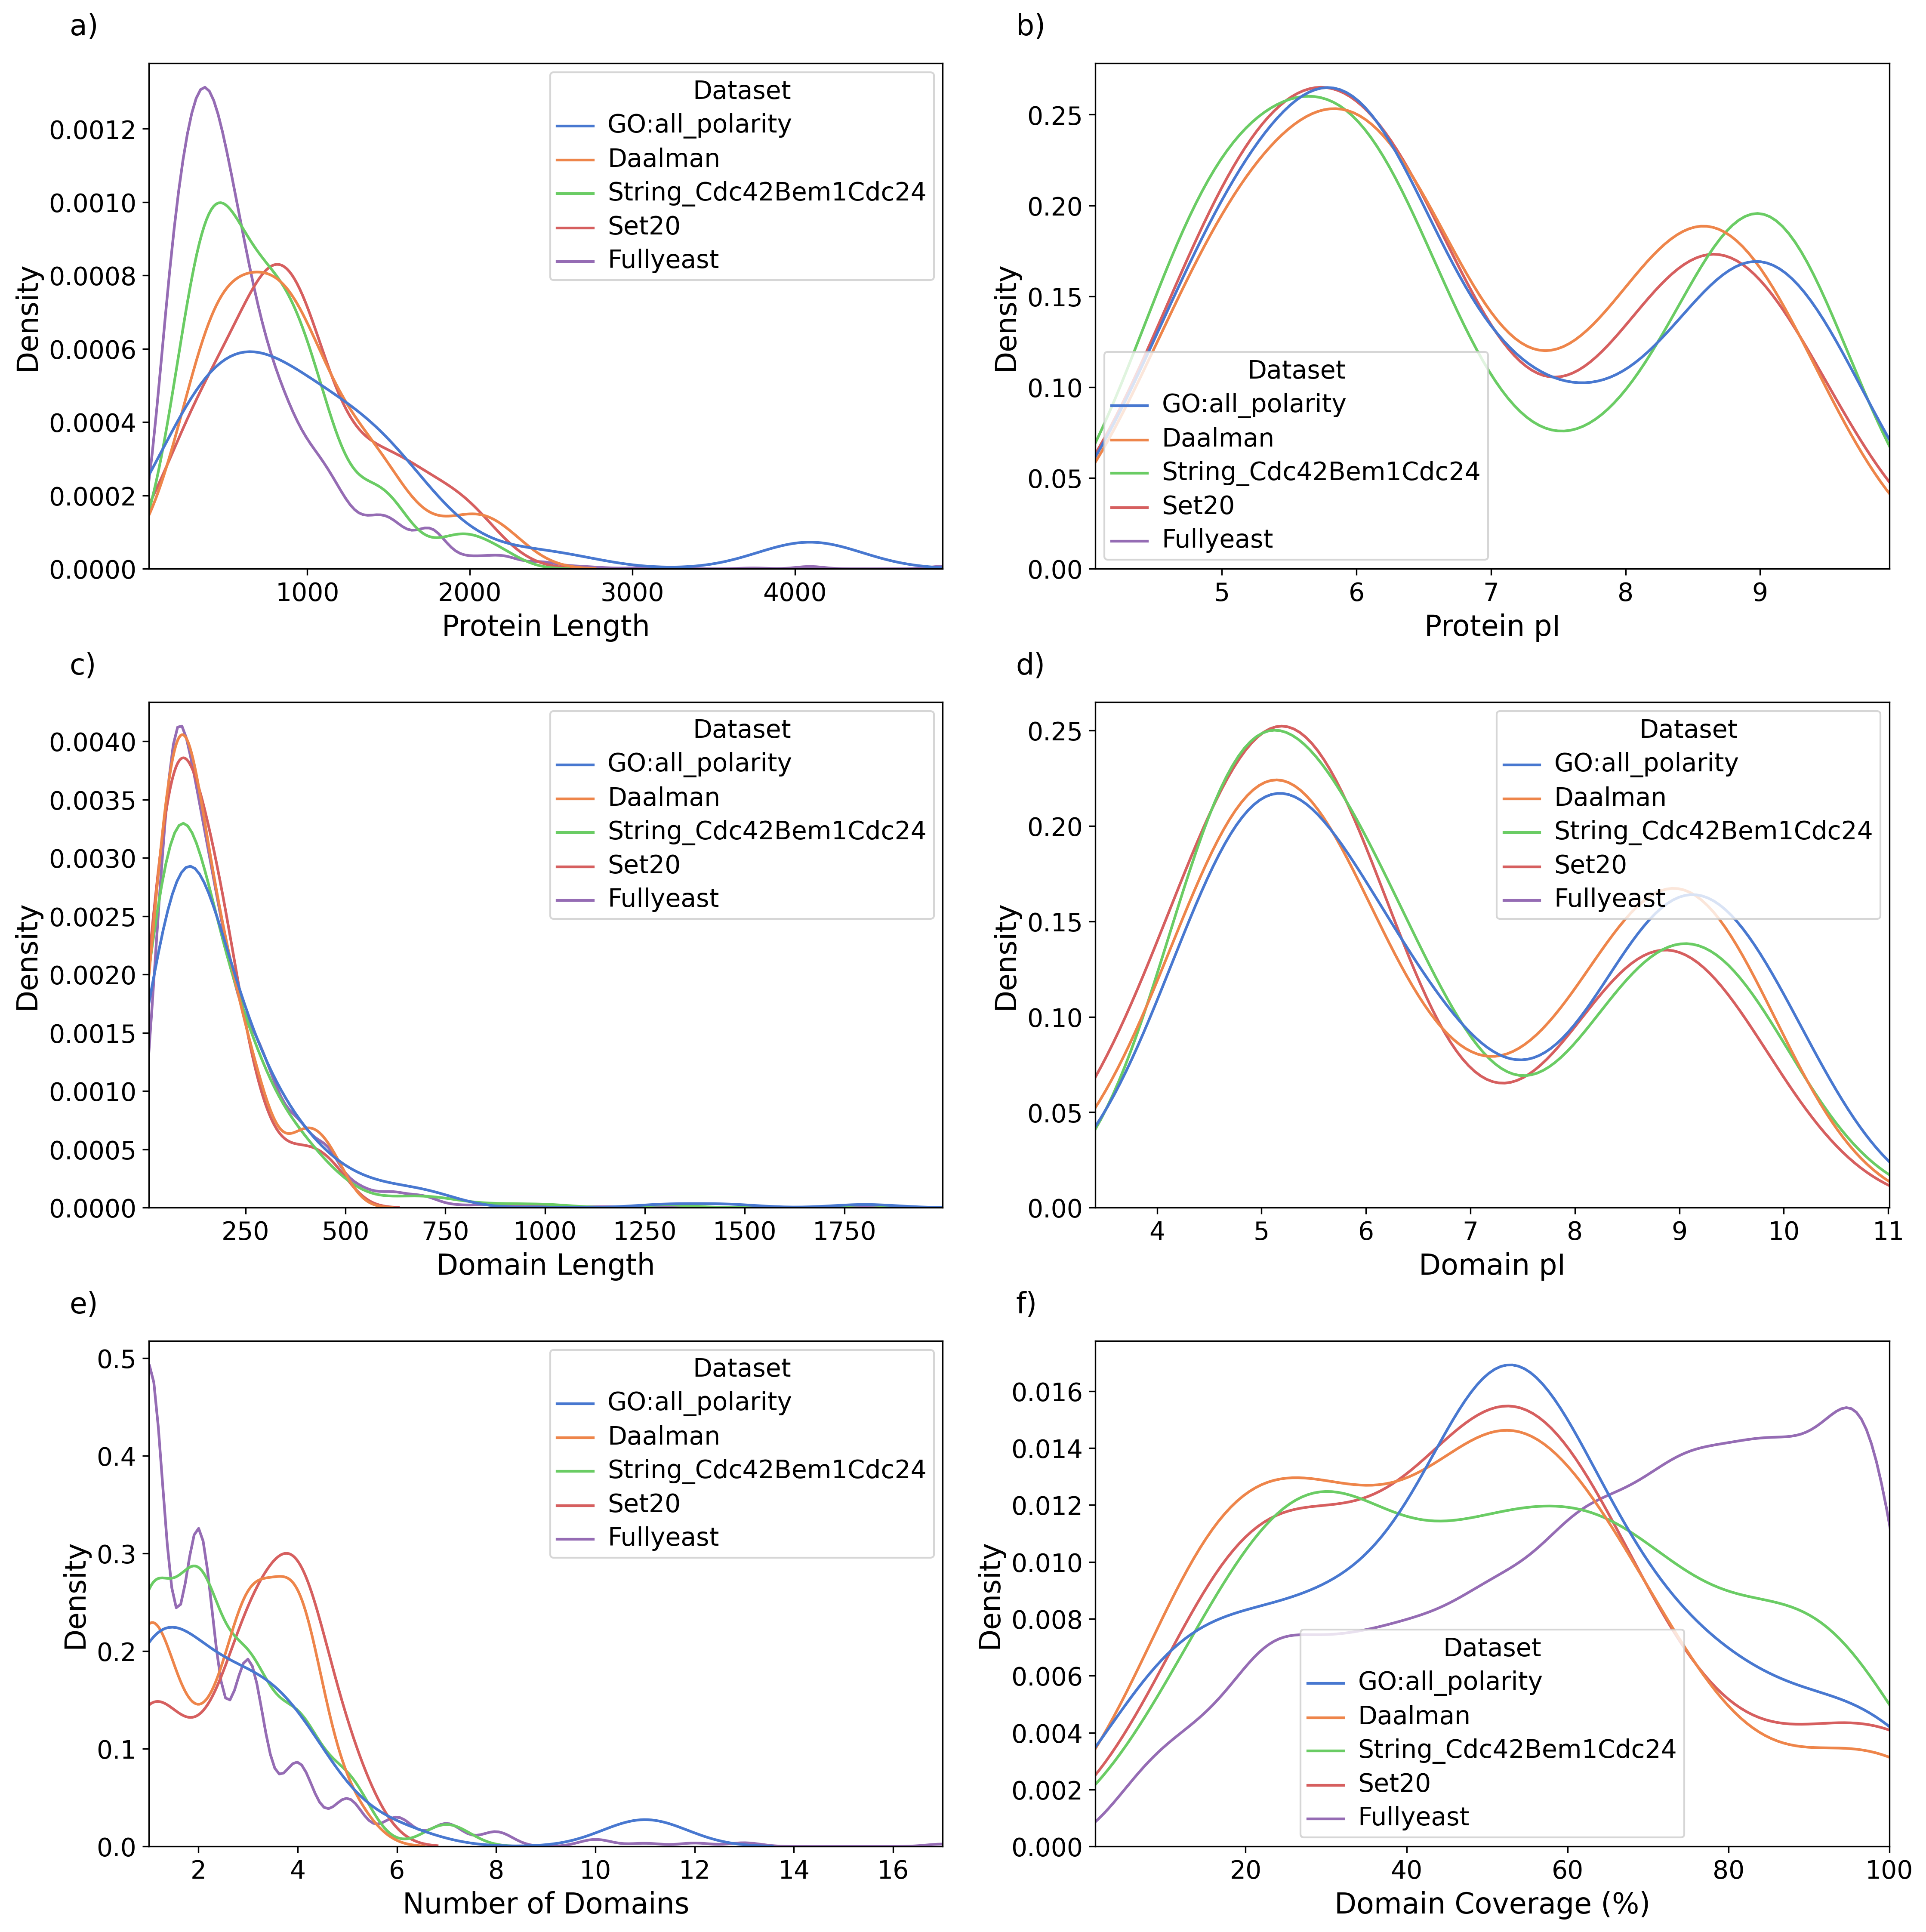 a)
Density
0.0012
0.0010
0.0008
0.0006
0.0004
0.0002
0.0000
1000 2000 3000 4000
Protein Length
Dataset
GO:all_polarity
Daalman
String_Cdc42Bem1Cdc24
Set20
Fullyeast
b)
Density
0.25
0.20
0.15
0.10
0.05
0.00
5 6 7 8 9
Protein pI
Dataset
GO:all_polarity
Daalman
String_Cdc42Bem1Cdc24
Set20
Fullyeast
c)
Density
0.0040
0.0035
0.0030
0.0025
0.0020
0.0015
0.0010
0.0005
0.0000
250 500 750 1000 1250 1500 1750
Domain Length
Dataset
GO:all_polarity
Daalman
String_Cdc42Bem1Cdc24
Set20
Fullyeast
d)
Density
0.25
0.20
0.15
0.10
0.05
0.00
4 5 6 7 8 9 10 11
Domain pI
Dataset
GO:all_polarity
Daalman
String_Cdc42Bem1Cdc24
Set20
Fullyeast
e)
Density
0.5
0.4
0.3
0.2
0.1
0.0
2 4 6 8 10 12 14 16
Number of Domains
Dataset
GO:all_polarity
Daalman
String_Cdc42Bem1Cdc24
Set20
Fullyeast
f)
Density
0.016
0.014
0.012
0.010
0.008
0.006
0.004
0.002
0.000
20 40 60 80 100
Domain Coverage (%)
Dataset
GO:all_polarity
Daalman
String_Cdc42Bem1Cdc24
Set20
Fullyeast